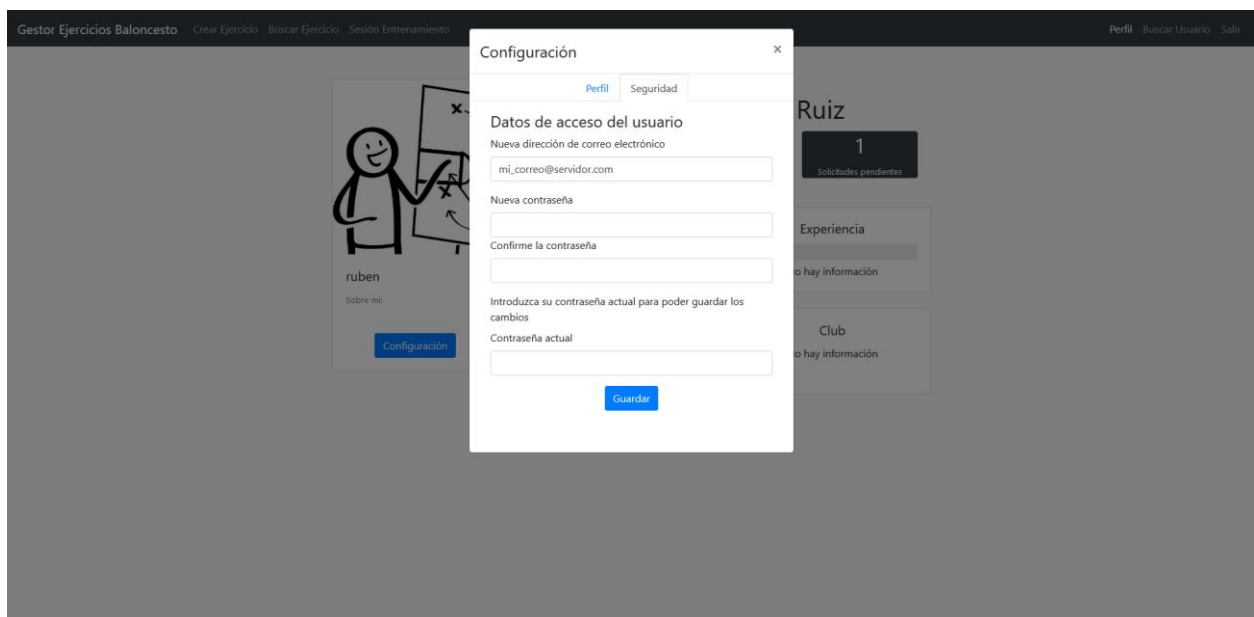 Gestor Ejercicios Baloncesto Crear Ejercicio Buscar Ejercicio Sesión Entrenamiento Perfil Buscar Usuario Salir
Configuración ×
Perfil Seguridad
Datos de acceso del usuario
Nueva dirección de correo electrónico
mi_correo@servidor.com
Nueva contraseña
Confirme la contraseña
Introduzca su contraseña actual para poder guardar los
cambios
Contraseña actual
Guardar
ruben
Sobre mi:
Configuración
Ruiz
1
Solicitudes pendientes
Experiencia
o hay información
Club
o hay información